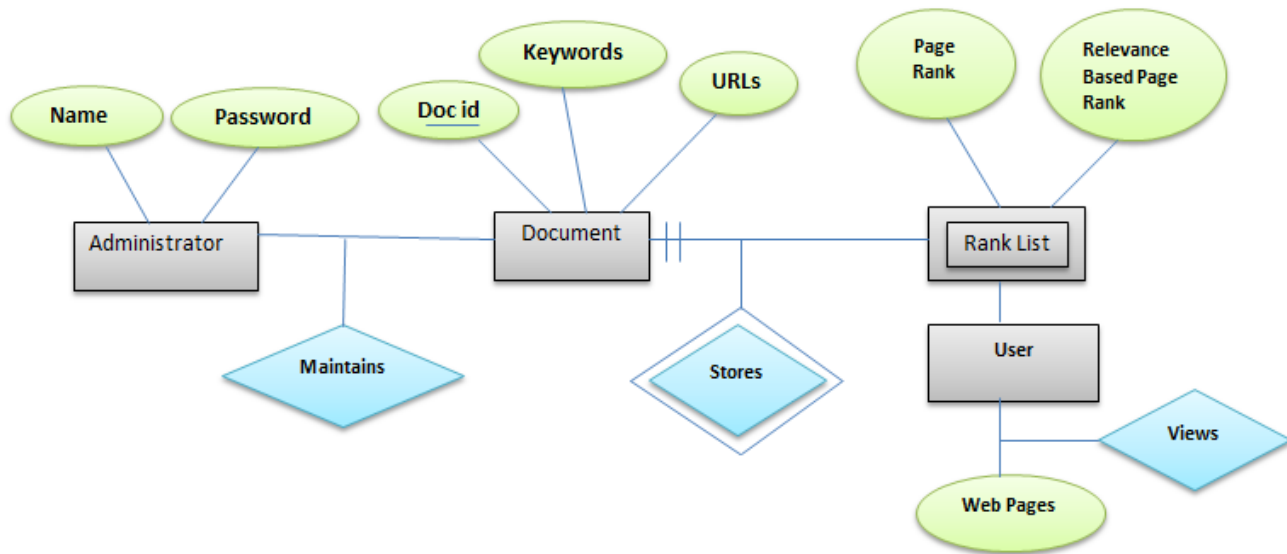 Name
Password
Doc id
Keywords
URLs
Page
Rank
Relevance
Based Page
Rank
Administrator
Document
Rank List
Maintains
Stores
User
Views
Web Pages